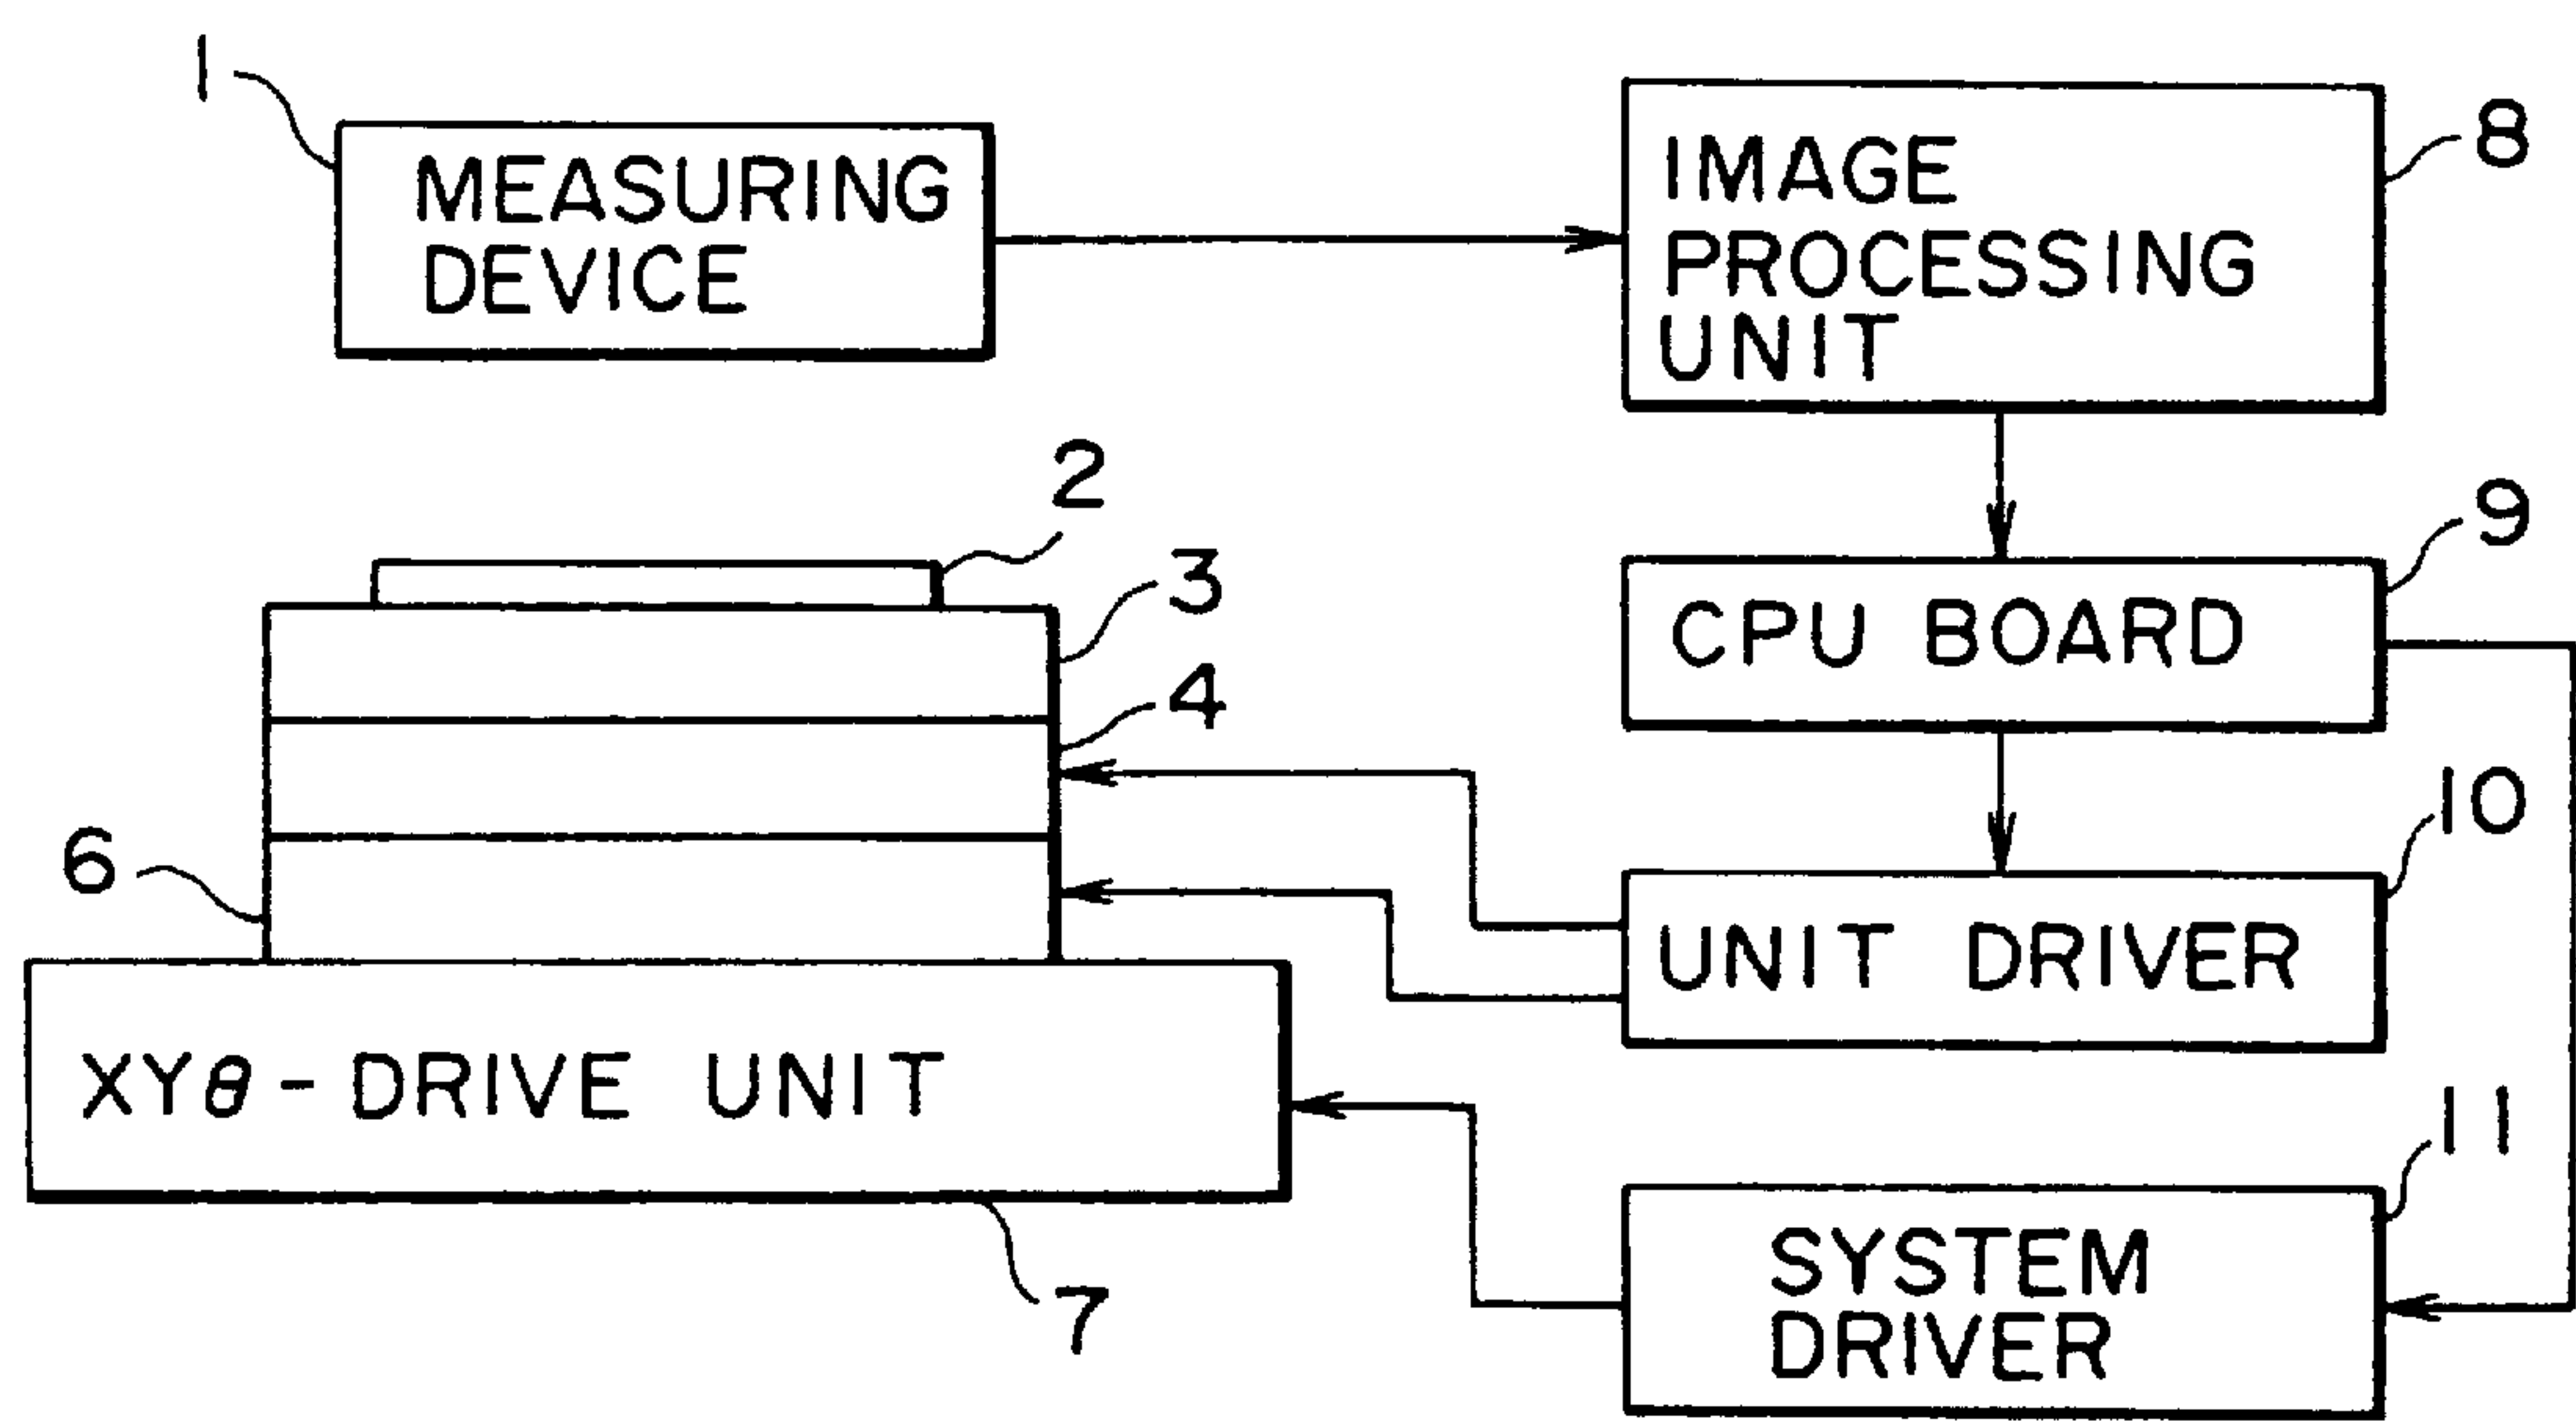 1
MEASURING
DEVICE
IMAGE
PROCESSING
UNIT
8
2
3
4
6
CPU BOARD
9
UNIT DRIVER
10
XYθ-DRIVE UNIT
7
SYSTEM
DRIVER
11